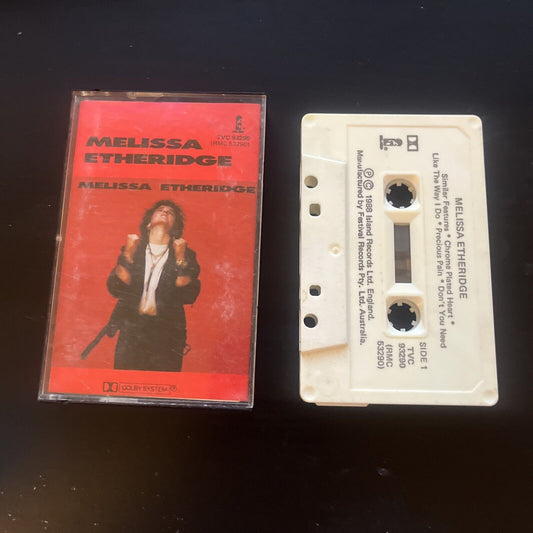 MELISSA
ETHERIDGE
TVC 93290
(RMC 53290)
MELISSA ETHERIDGE
DOLBY SYSTEM
MELISSA ETHERIDGE
Similar Features * Chrome Plated Heart *
Like The Way I Do * Precious Pain * Don't You Need
SIDE 1
TVC
93290
(RMC
53290)
℗ © 1988 Island Records Ltd. England.
Manufactured by Festival Records Pty. Ltd. Australia.